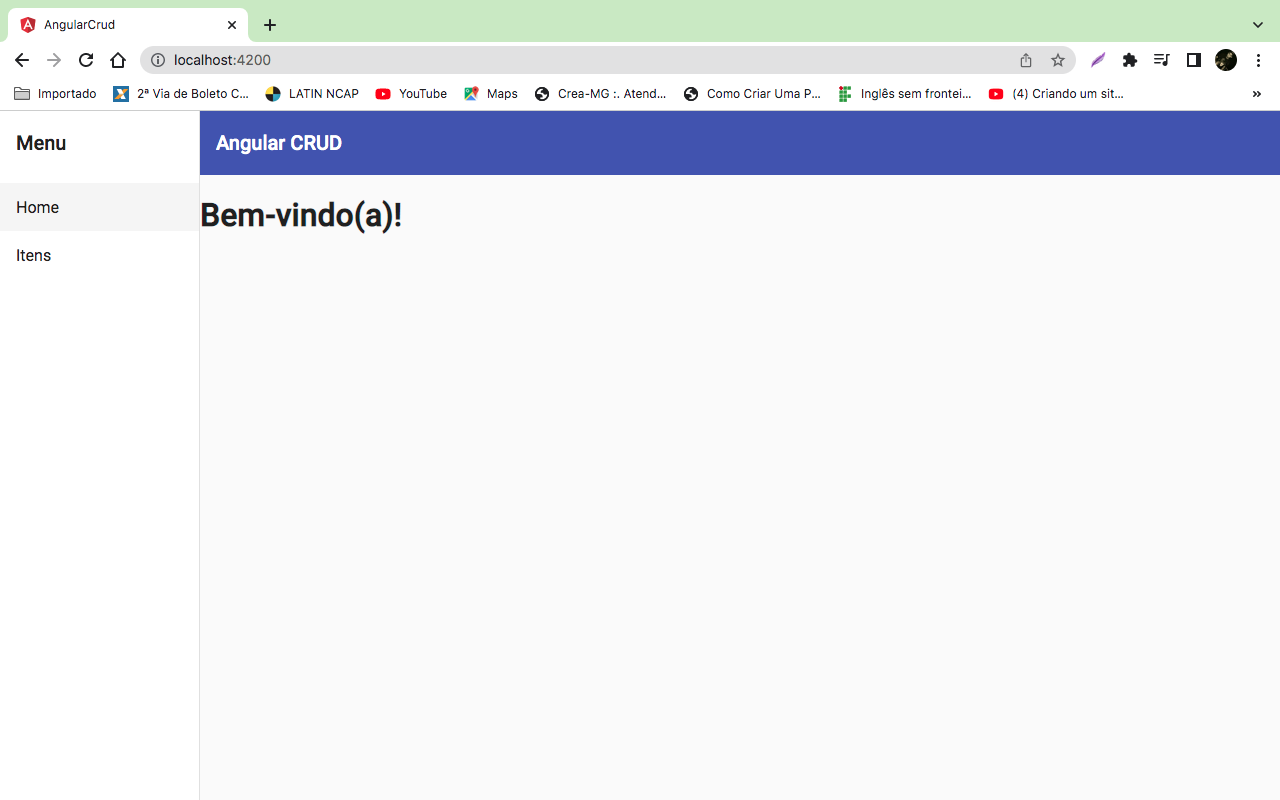 AngularCrud
localhost:4200
Importado 2ª Via de Boleto C... LATIN NCAP YouTube Maps Crea-MG :. Atend... Como Criar Uma P... Inglês sem frontei... (4) Criando um sit...
Menu
Angular CRUD
Home
Itens
Bem-vindo(a)!